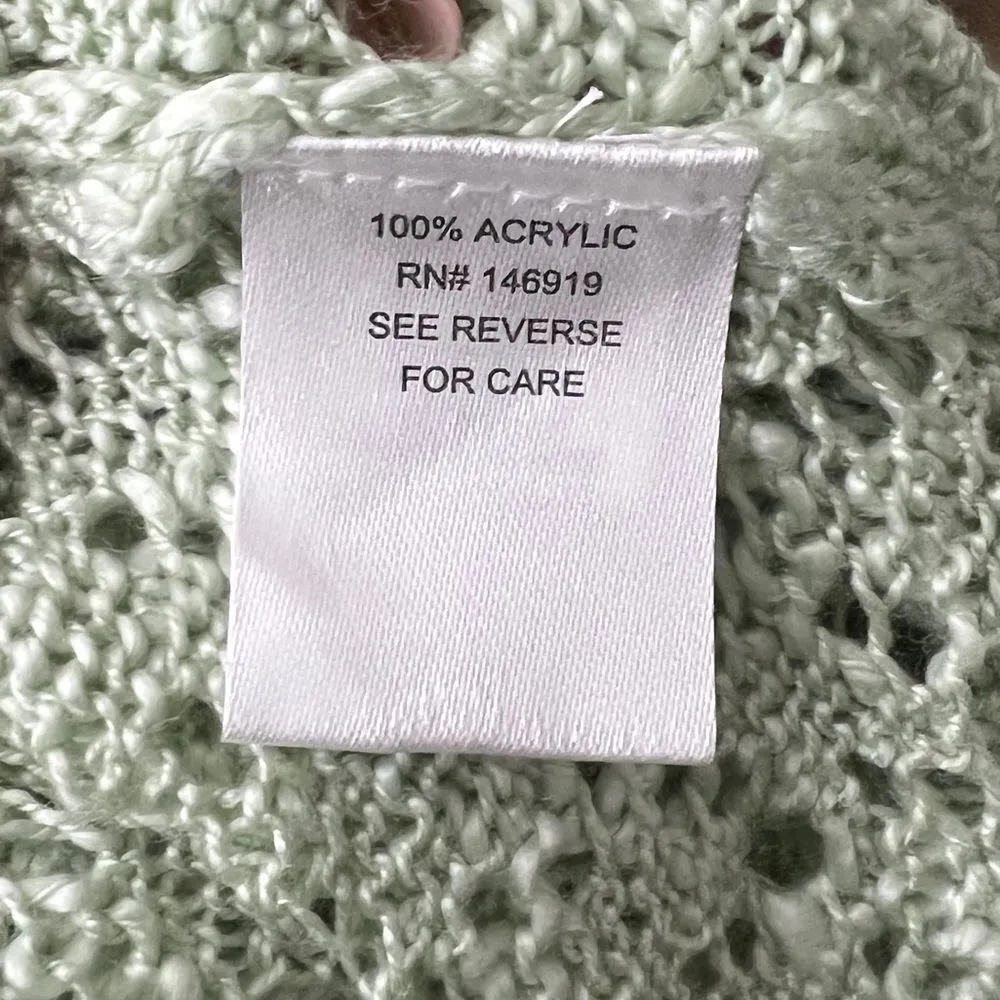 100% ACRYLIC
RN# 146919
SEE REVERSE
FOR CARE